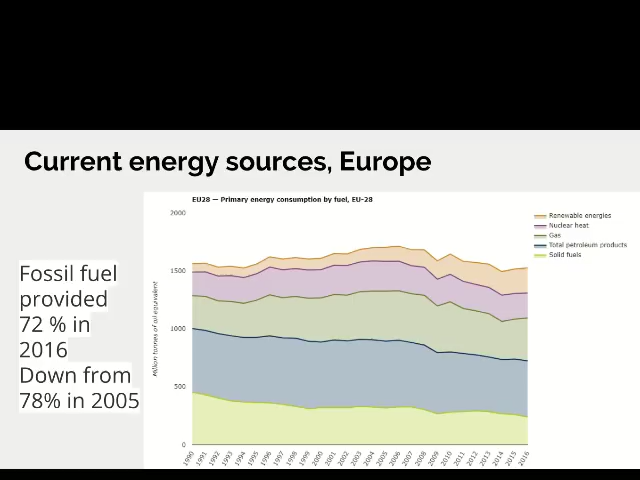 Current energy sources, Europe
EU28 — Primary energy consumption by fuel, EU-28
Fossil fuel
provided
72 % in
2016
Down from
78% in 2005
Million tonnes of oil equivalent
2000
1500
1000
500
0
1990 1991 1992 1993 1994 1995 1996 1997 1998 1999 2000 2001 2002 2003 2004 2005 2006 2007 2008 2009 2010 2011 2012 2013 2014 2015 2016
Renewable energies
Nuclear heat
Gas
Total petroleum products
Solid fuels